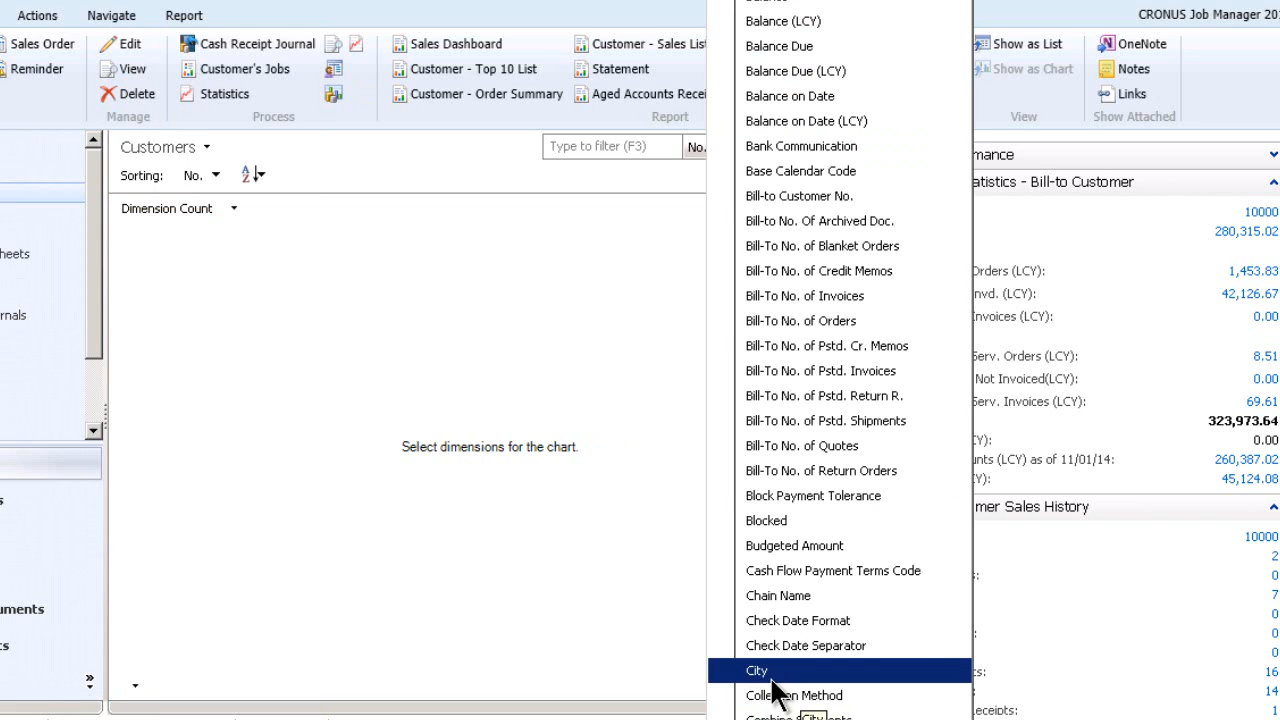 Actions
Navigate
Report
CRONUS Job Manager 201
Sales Order
Edit
Cash Receipt Journal
Sales Dashboard
Customer - Sales List
Show as List
OneNote
Reminder
View
Customer's Jobs
Customer - Top 10 List
Statement
Show as Chart
Notes
Delete
Statistics
Customer - Order Summary
Aged Accounts Recei
Links
Manage
Process
Report
View
Show Attached
Customers
Type to filter (F3)
No.
Sorting:
No.
A
Z
Dimension Count
Select dimensions for the chart.
heets
rnals
uments
Balance (LCY)
Balance Due
Balance Due (LCY)
Balance on Date
Balance on Date (LCY)
Bank Communication
Base Calendar Code
Bill-to Customer No.
Bill-to No. Of Archived Doc.
Bill-To No. of Blanket Orders
Bill-To No. of Credit Memos
Bill-To No. of Invoices
Bill-To No. of Orders
Bill-To No. of Pstd. Cr. Memos
Bill-To No. of Pstd. Invoices
Bill-To No. of Pstd. Return R.
Bill-To No. of Pstd. Shipments
Bill-To No. of Quotes
Bill-To No. of Return Orders
Block Payment Tolerance
Blocked
Budgeted Amount
Cash Flow Payment Terms Code
Chain Name
Check Date Format
Check Date Separator
City
Collection Method
City
mance
atistics - Bill-to Customer
10000
280,315.02
Orders (LCY): 1,453.83
nvd. (LCY): 42,126.67
Invoices (LCY): 0.00
Serv. Orders (LCY): 8.51
Not Invoiced(LCY): 0.00
Serv. Invoices (LCY): 69.61
323,973.64
CY): 0.00
unts (LCY) as of 11/01/14: 260,387.02
Y): 45,124.08
mer Sales History
10000
2
0
7
0
0
0
16
14
eceipts: 1